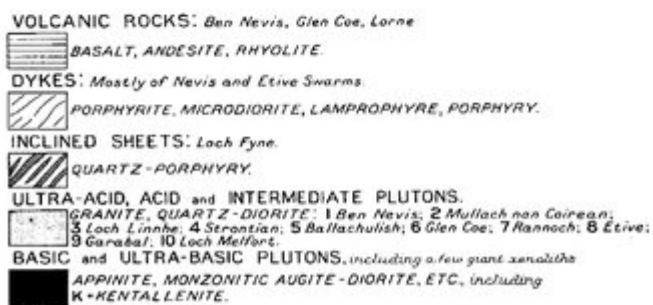 VOLCANIC ROCKS: Ben Nevis, Glen Coe, Lorne
BASALT, ANDESITE, RHYOLITE.
DYKES: Mostly of Nevis and Etive Swarms.
PORPHYRITE, MICRODIORITE, LAMPROPHYRE, PORPHYRY.
INCLINED SHEETS: Loch Fyne.
QUARTZ-PORPHYRY.
ULTRA-ACID, ACID and INTERMEDIATE PLUTONS.
GRANITE, QUARTZ-DIORITE: 1 Ben Nevis; 2 Mullach nan Coirean;
3 Loch Linnhe; 4 Strontian; 5 Ballachulish; 6 Glen Coe; 7 Rannoch; 8 Etive;
9 Garabal; 10 Loch Melfort.
BASIC and ULTRA-BASIC PLUTONS, including a few giant xenoliths
APPINITE, MONZONITIC AUGITE-DIORITE, ETC., including
K = KENTALLENITE.